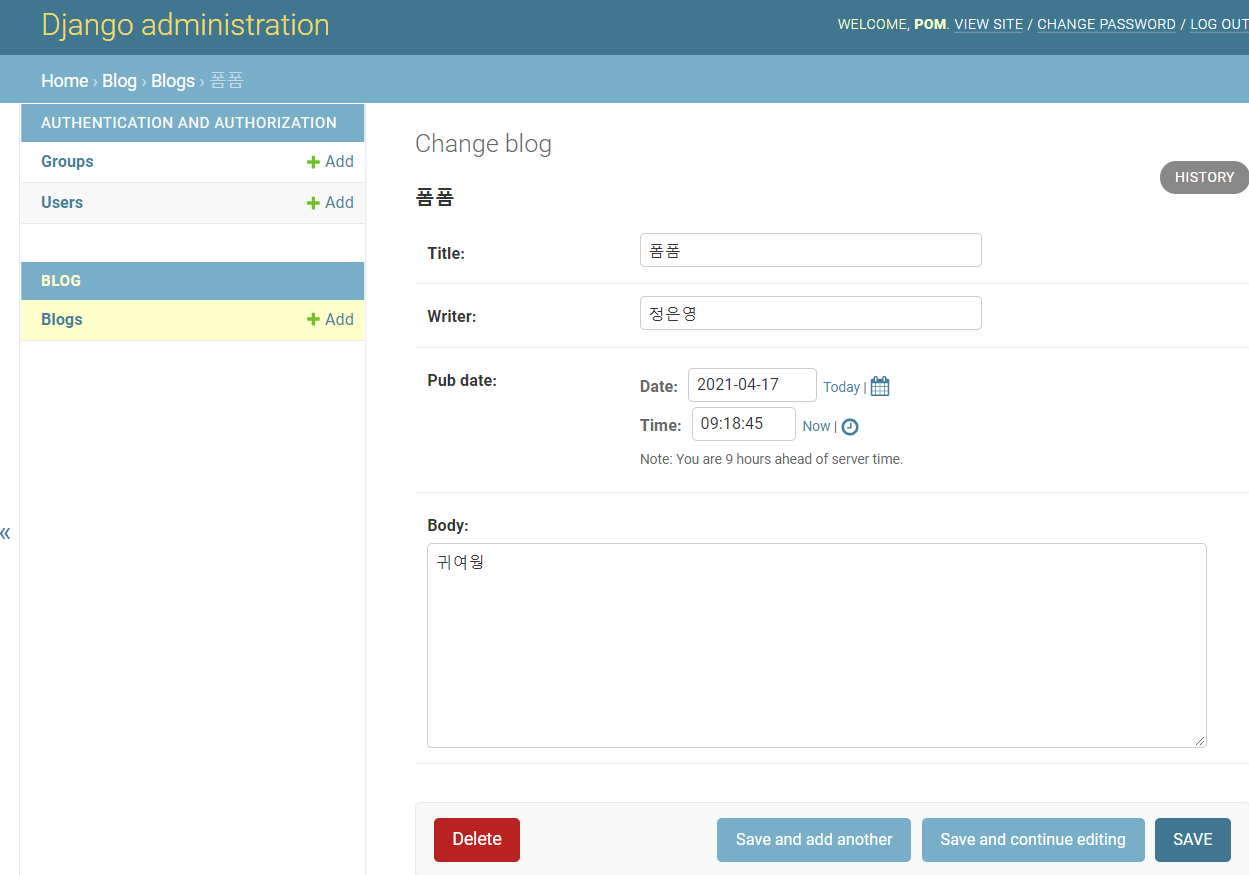 Django administration
WELCOME, POM. VIEW SITE / CHANGE PASSWORD / LOG OUT
Home › Blog › Blogs ›폼폼
AUTHENTICATION AND AUTHORIZATION
Groups + Add
Users + Add
BLOG
Blogs + Add
«
Change blog
HISTORY
폼폼
Title: 폼폼
Writer: 정은영
Pub date:
Date: 2021-04-17 Today |
Time: 09:18:45 Now |
Note: You are 9 hours ahead of server time.
Body:
귀여웡
Delete
Save and add another
Save and continue editing
SAVE